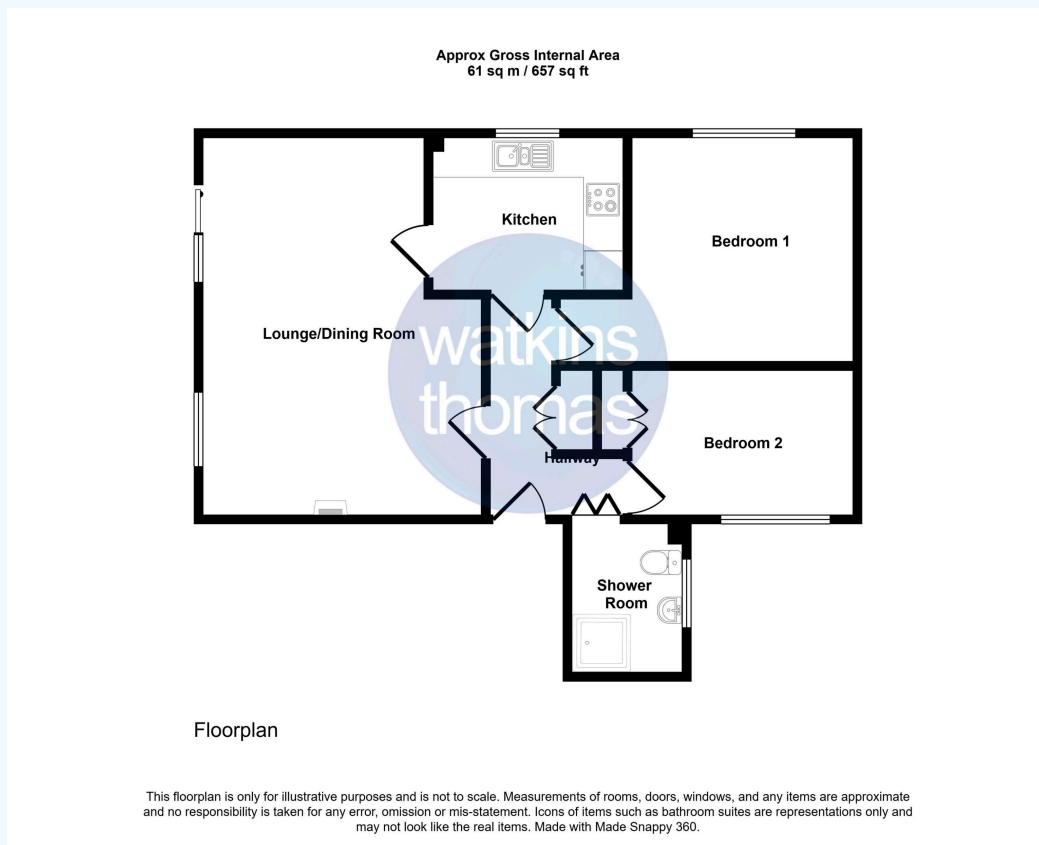 Approx Gross Internal Area
61 sq m / 657 sq ft
Kitchen
Bedroom 1
Lounge/Dining Room
watkins
thomas
Bedroom 2
Hallway
Shower
Room
Floorplan
This floorplan is only for illustrative purposes and is not to scale. Measurements of rooms, doors, windows, and any items are approximate
and no responsibility is taken for any error, omission or mis-statement. Icons of items such as bathroom suites are representations only and
may not look like the real items. Made with Made Snappy 360.